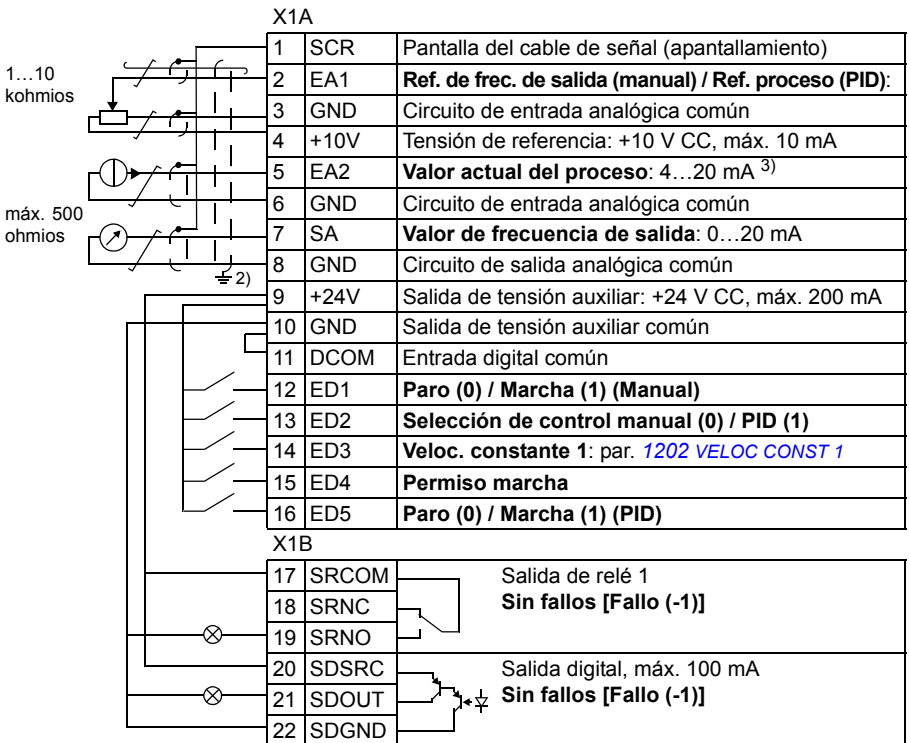 X1A
1 SCR Pantalla del cable de señal (apantallamiento)
1…10 kohmios
2 EA1 Ref. de frec. de salida (manual) / Ref. proceso (PID):
3 GND Circuito de entrada analógica común
4 +10V Tensión de referencia: +10 V CC, máx. 10 mA
5 EA2 Valor actual del proceso: 4…20 mA 3)
6 GND Circuito de entrada analógica común
máx. 500 ohmios
7 SA Valor de frecuencia de salida: 0…20 mA
8 GND Circuito de salida analógica común
2)
9 +24V Salida de tensión auxiliar: +24 V CC, máx. 200 mA
10 GND Salida de tensión auxiliar común
11 DCOM Entrada digital común
12 ED1 Paro (0) / Marcha (1) (Manual)
13 ED2 Selección de control manual (0) / PID (1)
14 ED3 Veloc. constante 1: par. 1202 VELOC CONST 1
15 ED4 Permiso marcha
16 ED5 Paro (0) / Marcha (1) (PID)
X1B
17 SRCOM Salida de relé 1
18 SRNC Sin fallos [Fallo (-1)]
19 SRNO
20 SDSRC Salida digital, máx. 100 mA
21 SDOUT Sin fallos [Fallo (-1)]
22 SDGND